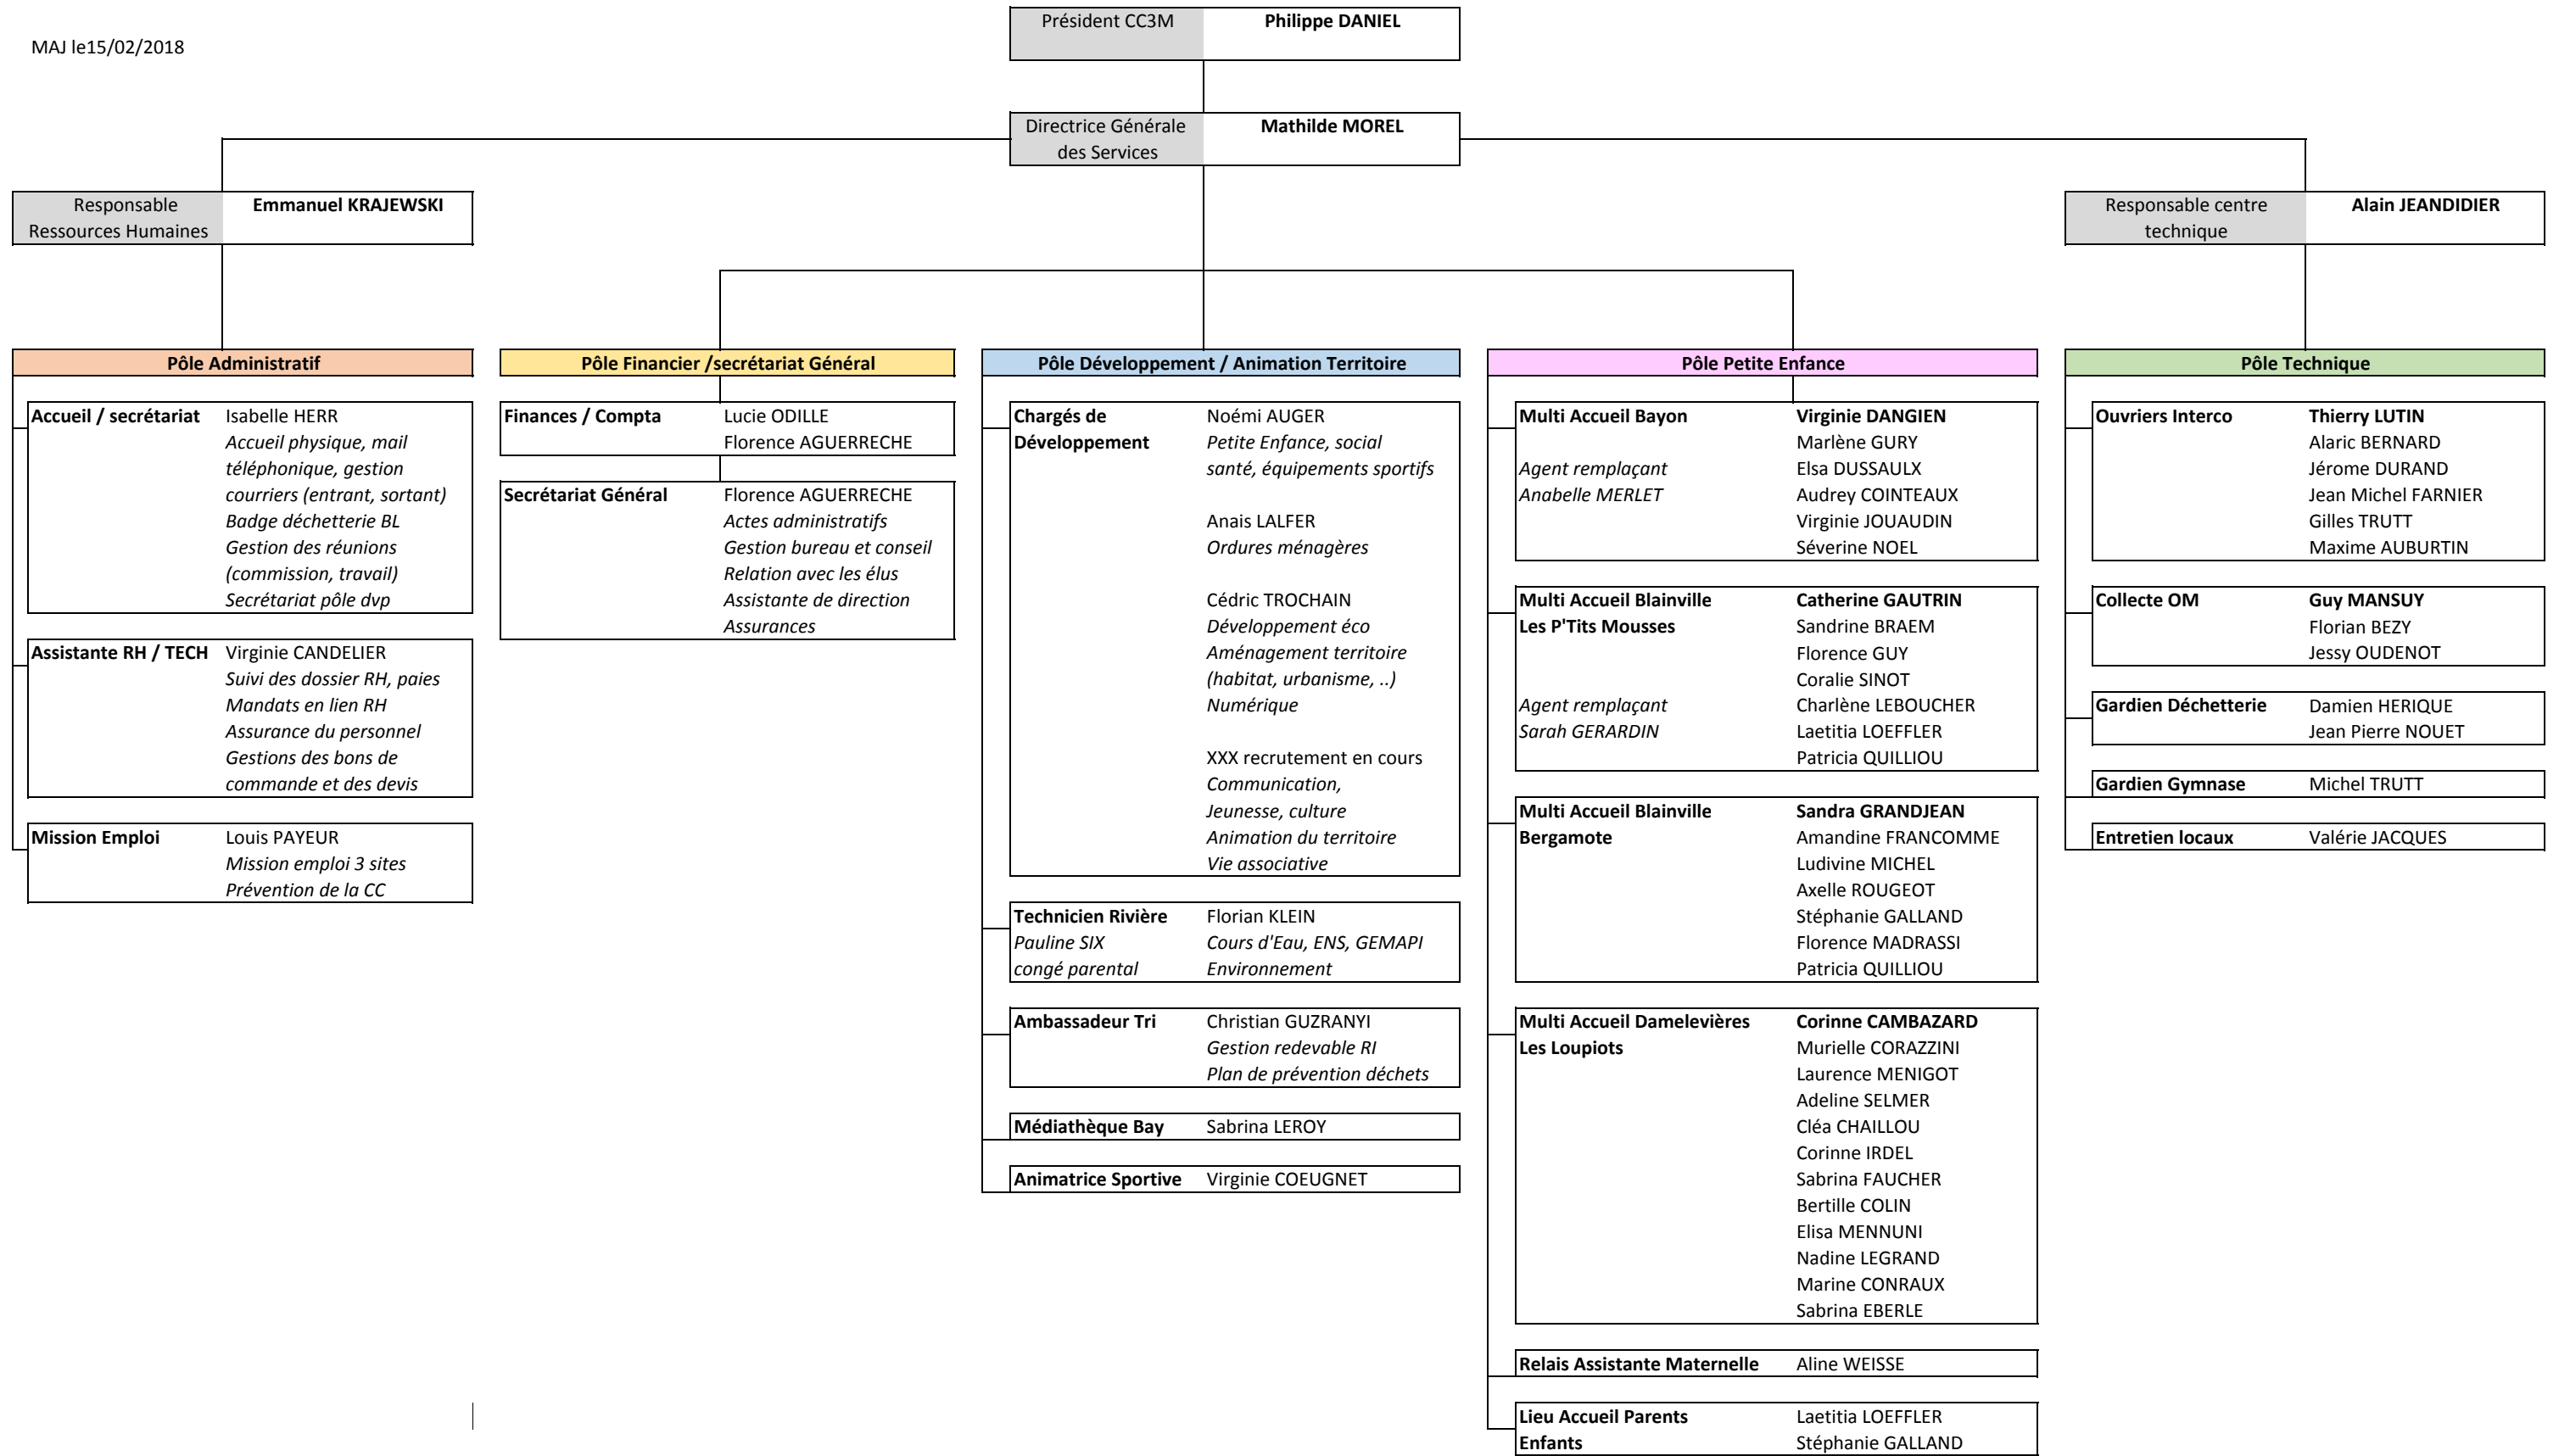 MAJ le15/02/2018
Président CC3M Philippe DANIEL
Directrice Générale
des Services
Mathilde MOREL
Responsable
Ressources Humaines
Emmanuel KRAJEWSKI
Responsable centre
technique
Alain JEANDIDIER
Pôle Administratif
Accueil / secrétariat Isabelle HERR
Accueil physique, mail
téléphonique, gestion
courriers (entrant, sortant)
Badge déchetterie BL
Gestion des réunions
(commission, travail)
Secrétariat pôle dvp
Assistante RH / TECH Virginie CANDELIER
Suivi des dossier RH, paies
Mandats en lien RH
Assurance du personnel
Gestions des bons de
commande et des devis
Mission Emploi Louis PAYEUR
Mission emploi 3 sites
Prévention de la CC
Pôle Financier /secrétariat Général
Finances / Compta Lucie ODILLE
Florence AGUERRECHE
Secrétariat Général Florence AGUERRECHE
Actes administratifs
Gestion bureau et conseil
Relation avec les élus
Assistante de direction
Assurances
Pôle Développement / Animation Territoire
Chargés de Noémi AUGER
Développement Petite Enfance, social
santé, équipements sportifs
Anais LALFER
Ordures ménagères
Cédric TROCHAIN
Développement éco
Aménagement territoire
(habitat, urbanisme, ..)
Numérique
XXX recrutement en cours
Communication,
Jeunesse, culture
Animation du territoire
Vie associative
Technicien Rivière Florian KLEIN
Pauline SIX Cours d'Eau, ENS, GEMAPI
congé parental Environnement
Ambassadeur Tri Christian GUZRANYI
Gestion redevable RI
Plan de prévention déchets
Médiathèque Bay Sabrina LEROY
Animatrice Sportive Virginie COEUGNET
Pôle Petite Enfance
Multi Accueil Bayon Virginie DANGIEN
Marlène GURY
Agent remplaçant Elsa DUSSAULX
Anabelle MERLET Audrey COINTEAUX
Virginie JOUAUDIN
Séverine NOEL
Multi Accueil Blainville Catherine GAUTRIN
Les P'Tits Mousses Sandrine BRAEM
Florence GUY
Coralie SINOT
Agent remplaçant Charlène LEBOUCHER
Sarah GERARDIN Laetitia LOEFFLER
Patricia QUILLIOU
Multi Accueil Blainville Sandra GRANDJEAN
Bergamote Amandine FRANCOMME
Ludivine MICHEL
Axelle ROUGEOT
Stéphanie GALLAND
Florence MADRASSI
Patricia QUILLIOU
Multi Accueil Damelevières Corinne CAMBAZARD
Les Loupiots Murielle CORAZZINI
Laurence MENIGOT
Adeline SELMER
Cléa CHAILLOU
Corinne IRDEL
Sabrina FAUCHER
Bertille COLIN
Elisa MENNUNI
Nadine LEGRAND
Marine CONRAUX
Sabrina EBERLE
Relais Assistante Maternelle Aline WEISSE
Lieu Accueil Parents Laetitia LOEFFLER
Enfants Stéphanie GALLAND
Pôle Technique
Ouvriers Interco Thierry LUTIN
Alaric BERNARD
Jérome DURAND
Jean Michel FARNIER
Gilles TRUTT
Maxime AUBURTIN
Collecte OM Guy MANSUY
Florian BEZY
Jessy OUDENOT
Gardien Déchetterie Damien HERIQUE
Jean Pierre NOUET
Gardien Gymnase Michel TRUTT
Entretien locaux Valérie JACQUES